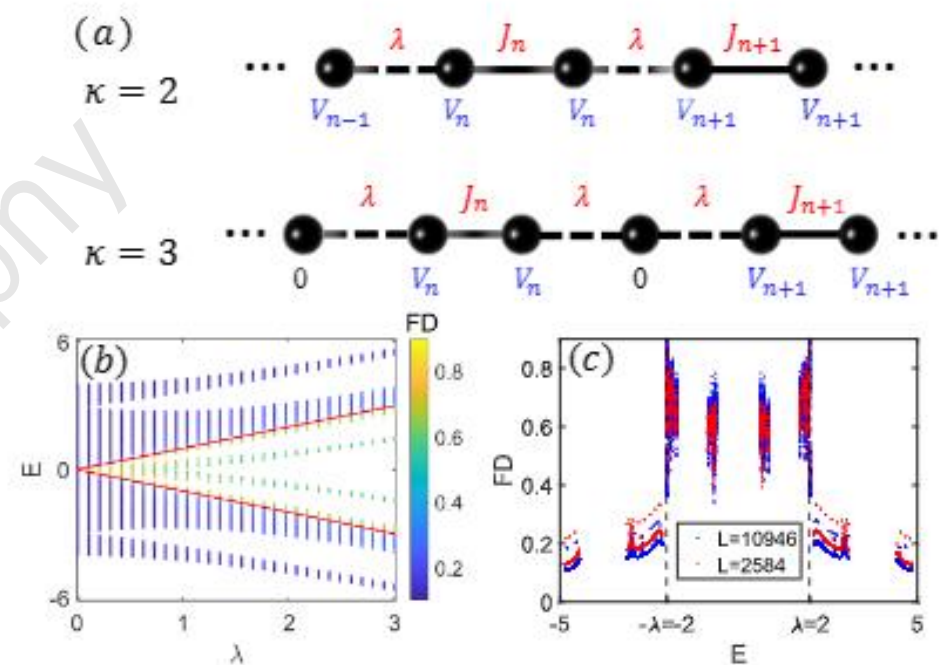 (a)
λ J_n λ J_{n+1}
κ = 2
··· ···
V_{n-1} V_n V_n V_{n+1} V_{n+1}
λ J_n λ λ J_{n+1}
κ = 3
··· ···
0 V_n V_n 0 V_{n+1} V_{n+1}
(b)
6
0
-6
E
0 1 2 3
λ
FD
0.8
0.6
0.4
0.2
(c)
0.8
0.6
0.4
0.2
0
FD
L=10946
L=2584
-5 -λ=-2 λ=2 5
E